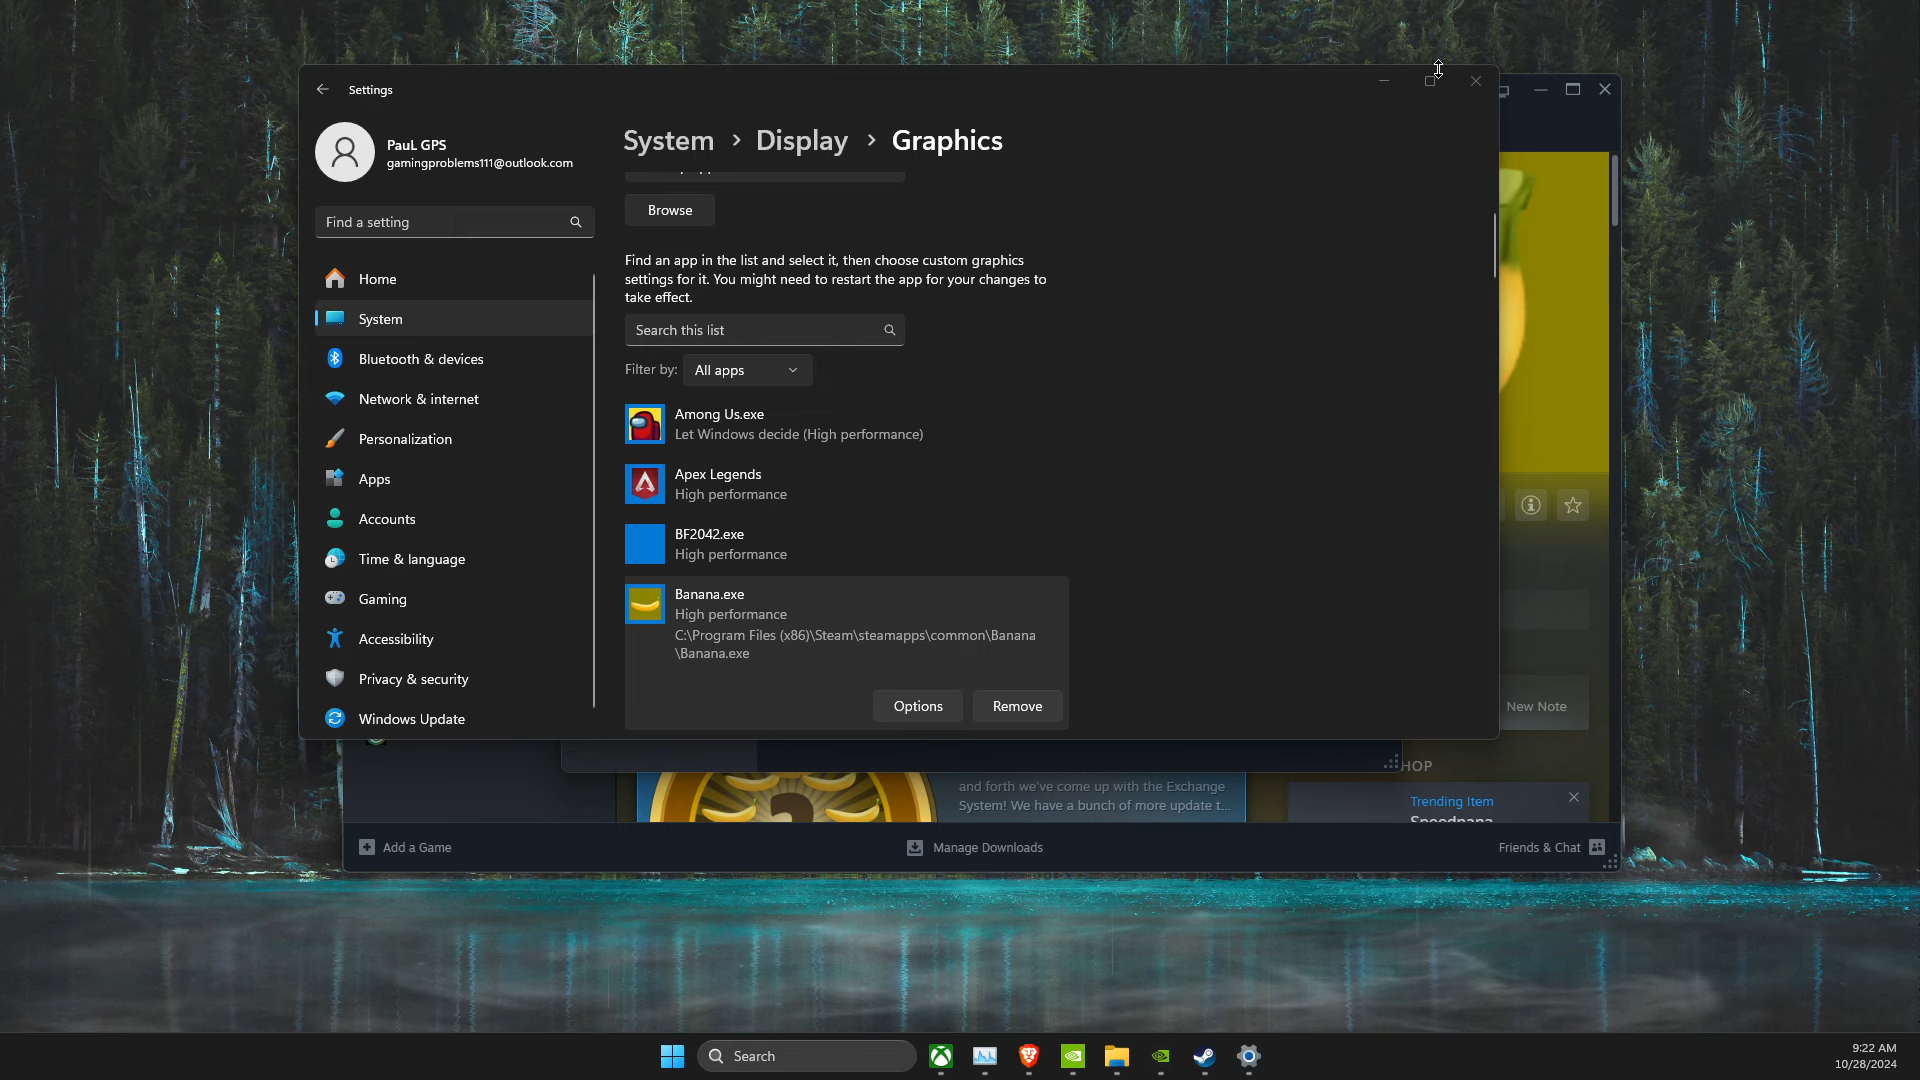 Settings
PauL GPS
gamingproblems111@outlook.com
Find a setting
Home
System
Bluetooth & devices
Network & internet
Personalization
Apps
Accounts
Time & language
Gaming
Accessibility
Privacy & security
Windows Update
System > Display > Graphics
Browse
Find an app in the list and select it, then choose custom graphics
settings for it. You might need to restart the app for your changes to
take effect.
Search this list
Filter by: All apps
Among Us.exe
Let Windows decide (High performance)
Apex Legends
High performance
BF2042.exe
High performance
Banana.exe
High performance
C:\Program Files (x86)\Steam\steamapps\common\Banana
\Banana.exe
Options Remove
New Note
HOP
and forth we've come up with the Exchange
System! We have a bunch of more update t...
Trending Item
Speednana
Add a Game
Manage Downloads
Friends & Chat
Search
9:22 AM
10/28/2024